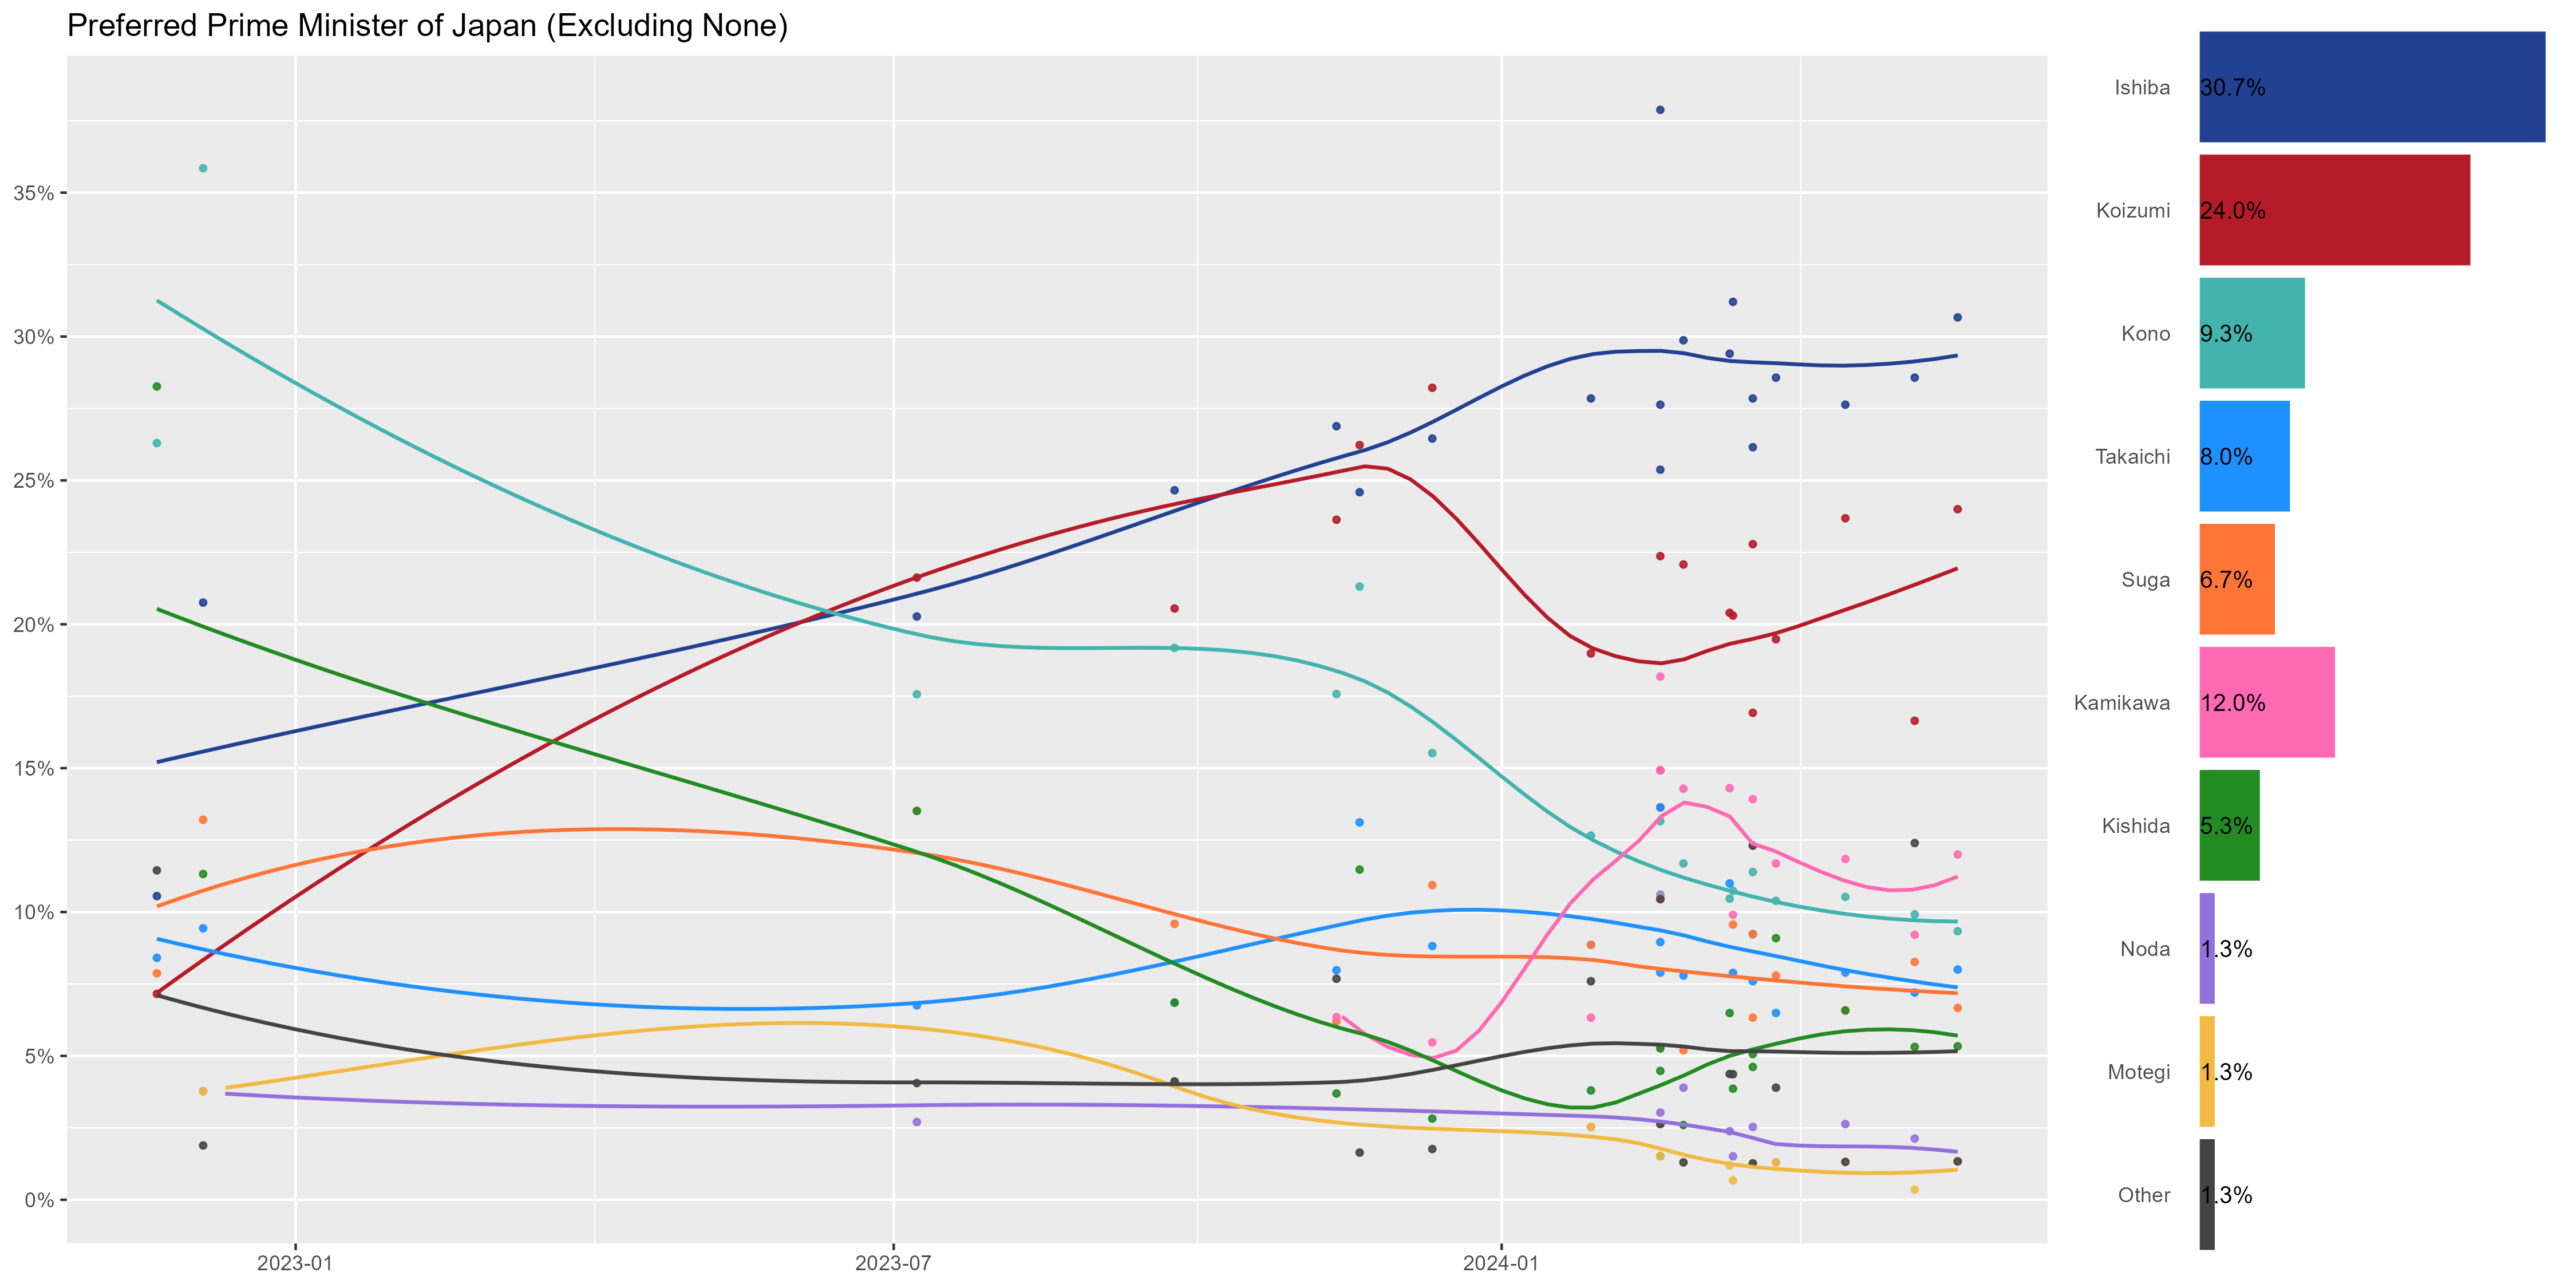 Preferred Prime Minister of Japan (Excluding None)
35%
30%
25%
20%
15%
10%
5%
0%
2023-01
2023-07
2024-01
Ishiba 30.7%
Koizumi 24.0%
Kono 9.3%
Takaichi 8.0%
Suga 6.7%
Kamikawa 12.0%
Kishida 5.3%
Noda 1.3%
Motegi 1.3%
Other 1.3%